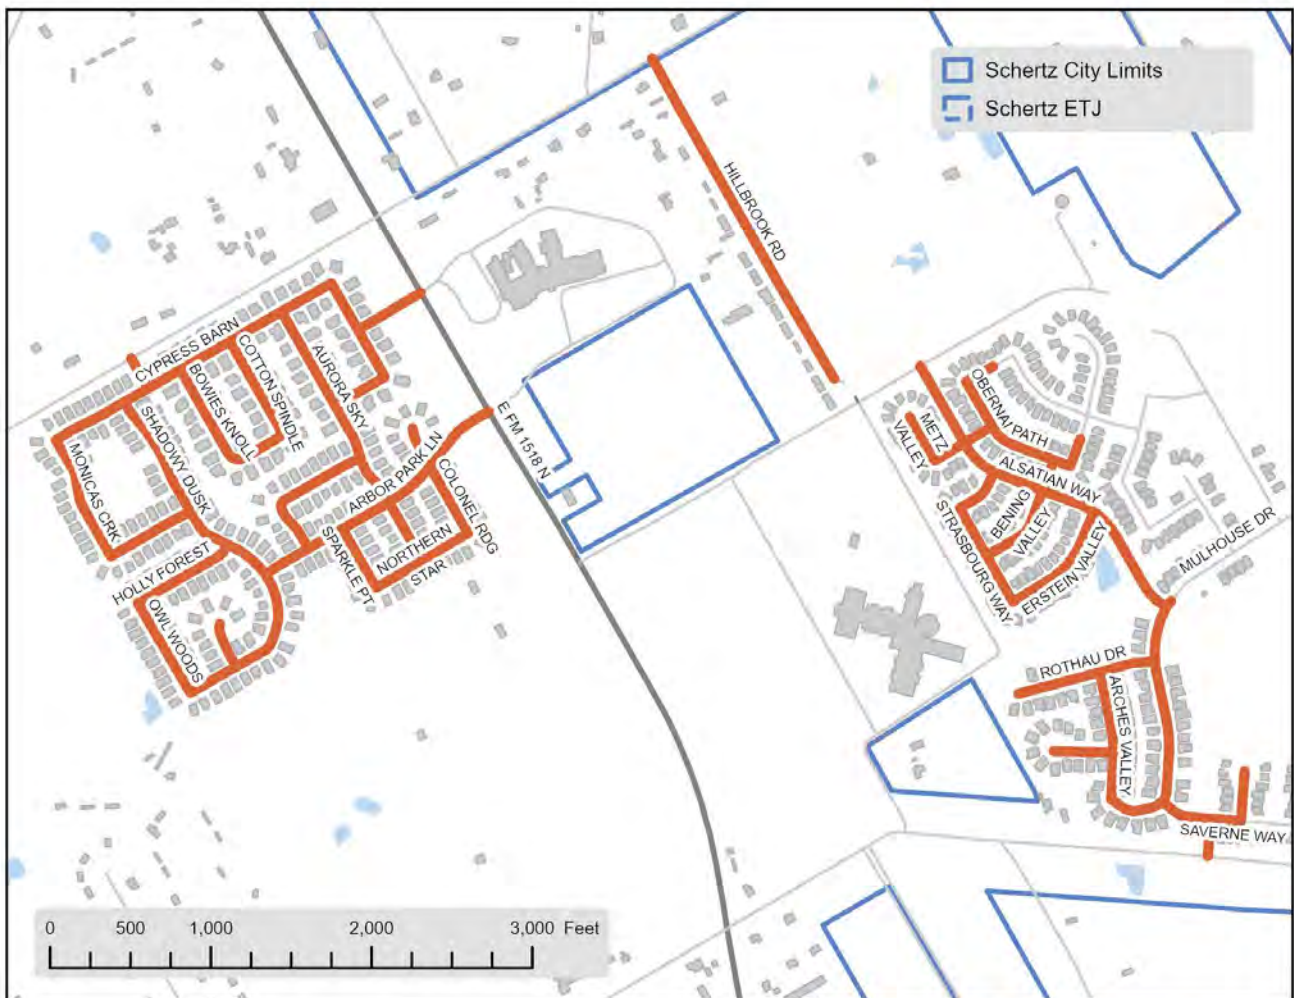 Schertz City Limits
Schertz ETJ
HILLBROOK RD
CYPRESS BARN
COTTON SPINDLE
BOWIES KNOLL
AURORA SKY
SHADOWY DUSK
MONICAS CRK
ARBOR PARK LN
E FM 1518 N
COLONEL RDG
NORTHERN
STAR
SPARKLE PT
HOLLY FOREST
OWL WOODS
OBERNAI PATH
METZ
VALLEY
ALSATIAN WAY
BENING
VALLEY
STRASBOURG WAY
ERSTEIN VALLEY
MULHOUSE DR
ROTHAU DR
ARCHES VALLEY
SAVERNE WAY
0 500 1,000 2,000 3,000 Feet